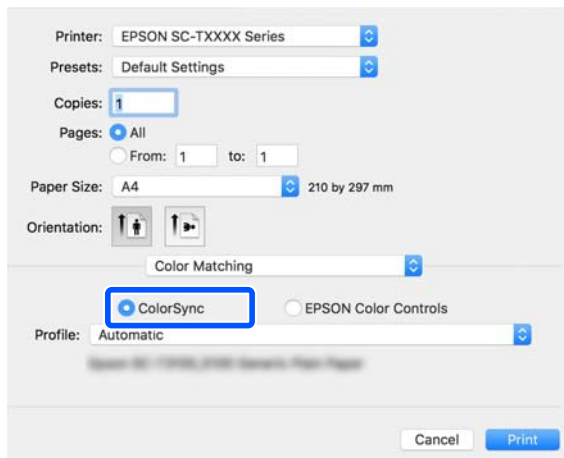 Printer: EPSON SC-TXXXX Series
Presets: Default Settings
Copies: 1
Pages: All
From: 1 to: 1
Paper Size: A4 210 by 297 mm
Orientation:
Color Matching
ColorSync EPSON Color Controls
Profile: Automatic
Cancel Print